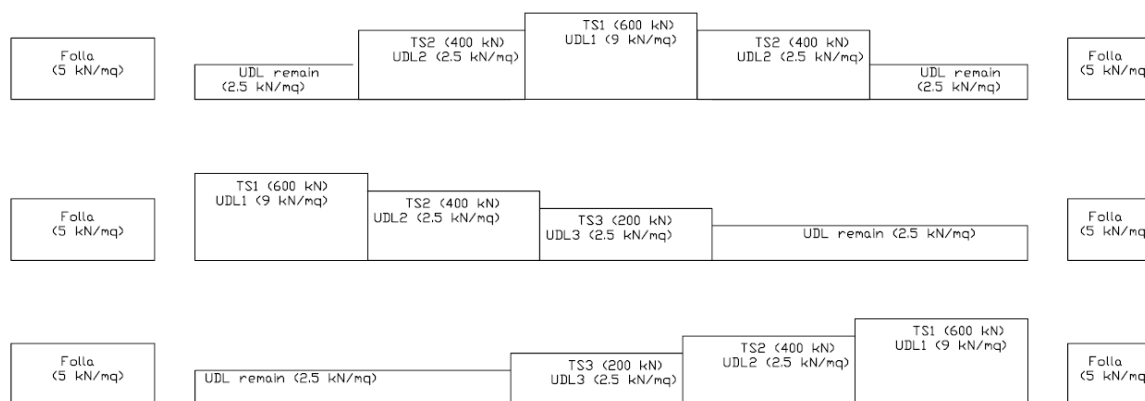 Folla
(5 kN/mq)
UDL remain
(2.5 kN/mq)
TS2 (400 kN)
UDL2 (2.5 kN/mq)
TS1 (600 kN)
UDL1 (9 kN/mq)
TS2 (400 kN)
UDL2 (2.5 kN/mq)
UDL remain
(2.5 kN/mq)
Folla
(5 kN/mq)
Folla
(5 kN/mq)
TS1 (600 kN)
UDL1 (9 kN/mq)
TS2 (400 kN)
UDL2 (2.5 kN/mq)
TS3 (200 kN)
UDL3 (2.5 kN/mq)
UDL remain (2.5 kN/mq)
Folla
(5 kN/mq)
Folla
(5 kN/mq)
UDL remain (2.5 kN/mq)
TS3 (200 kN)
UDL3 (2.5 kN/mq)
TS2 (400 kN)
UDL2 (2.5 kN/mq)
TS1 (600 kN)
UDL1 (9 kN/mq)
Folla
(5 kN/mq)